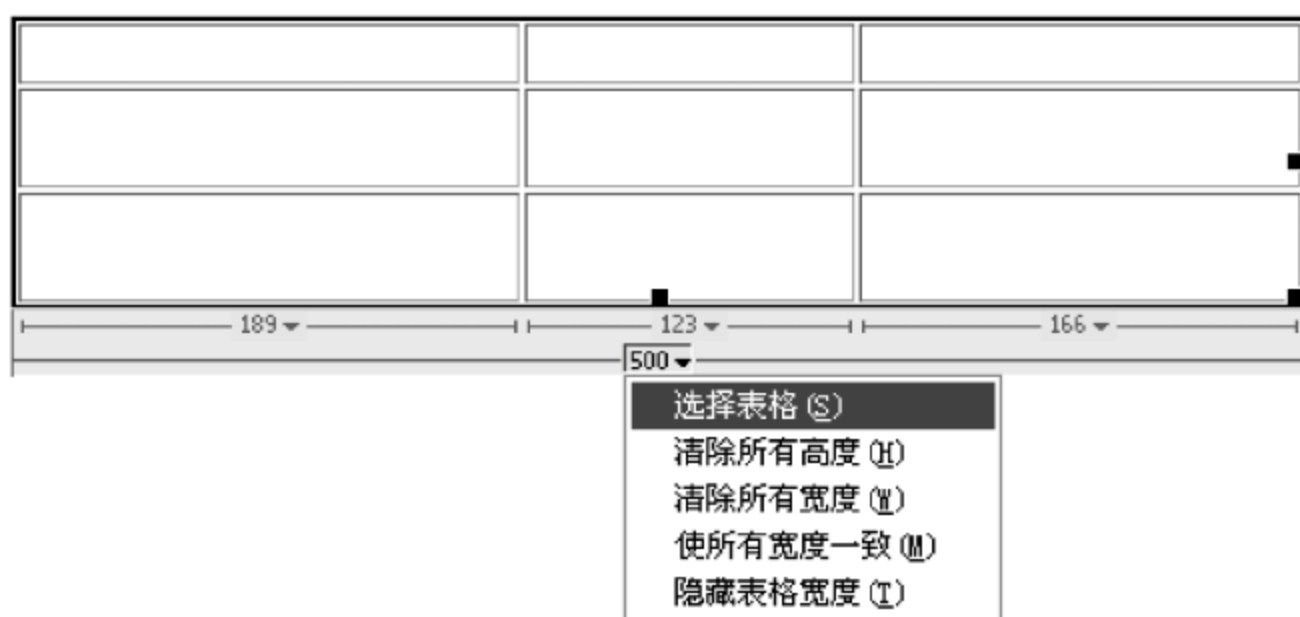 189 123 166
500
选择表格(S)
清除所有高度(H)
清除所有宽度(W)
使所有宽度一致(M)
隐藏表格宽度(T)